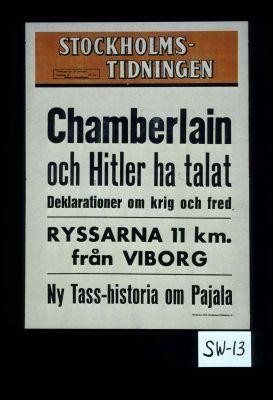 STOCKHOLMS-
TIDNINGEN
Chamberlain
och Hitler ha talat
Deklarationer om krig och fred.
RYSSARNA 11 km.
från VIBORG
Ny Tass-historia om Pajala
SW-13